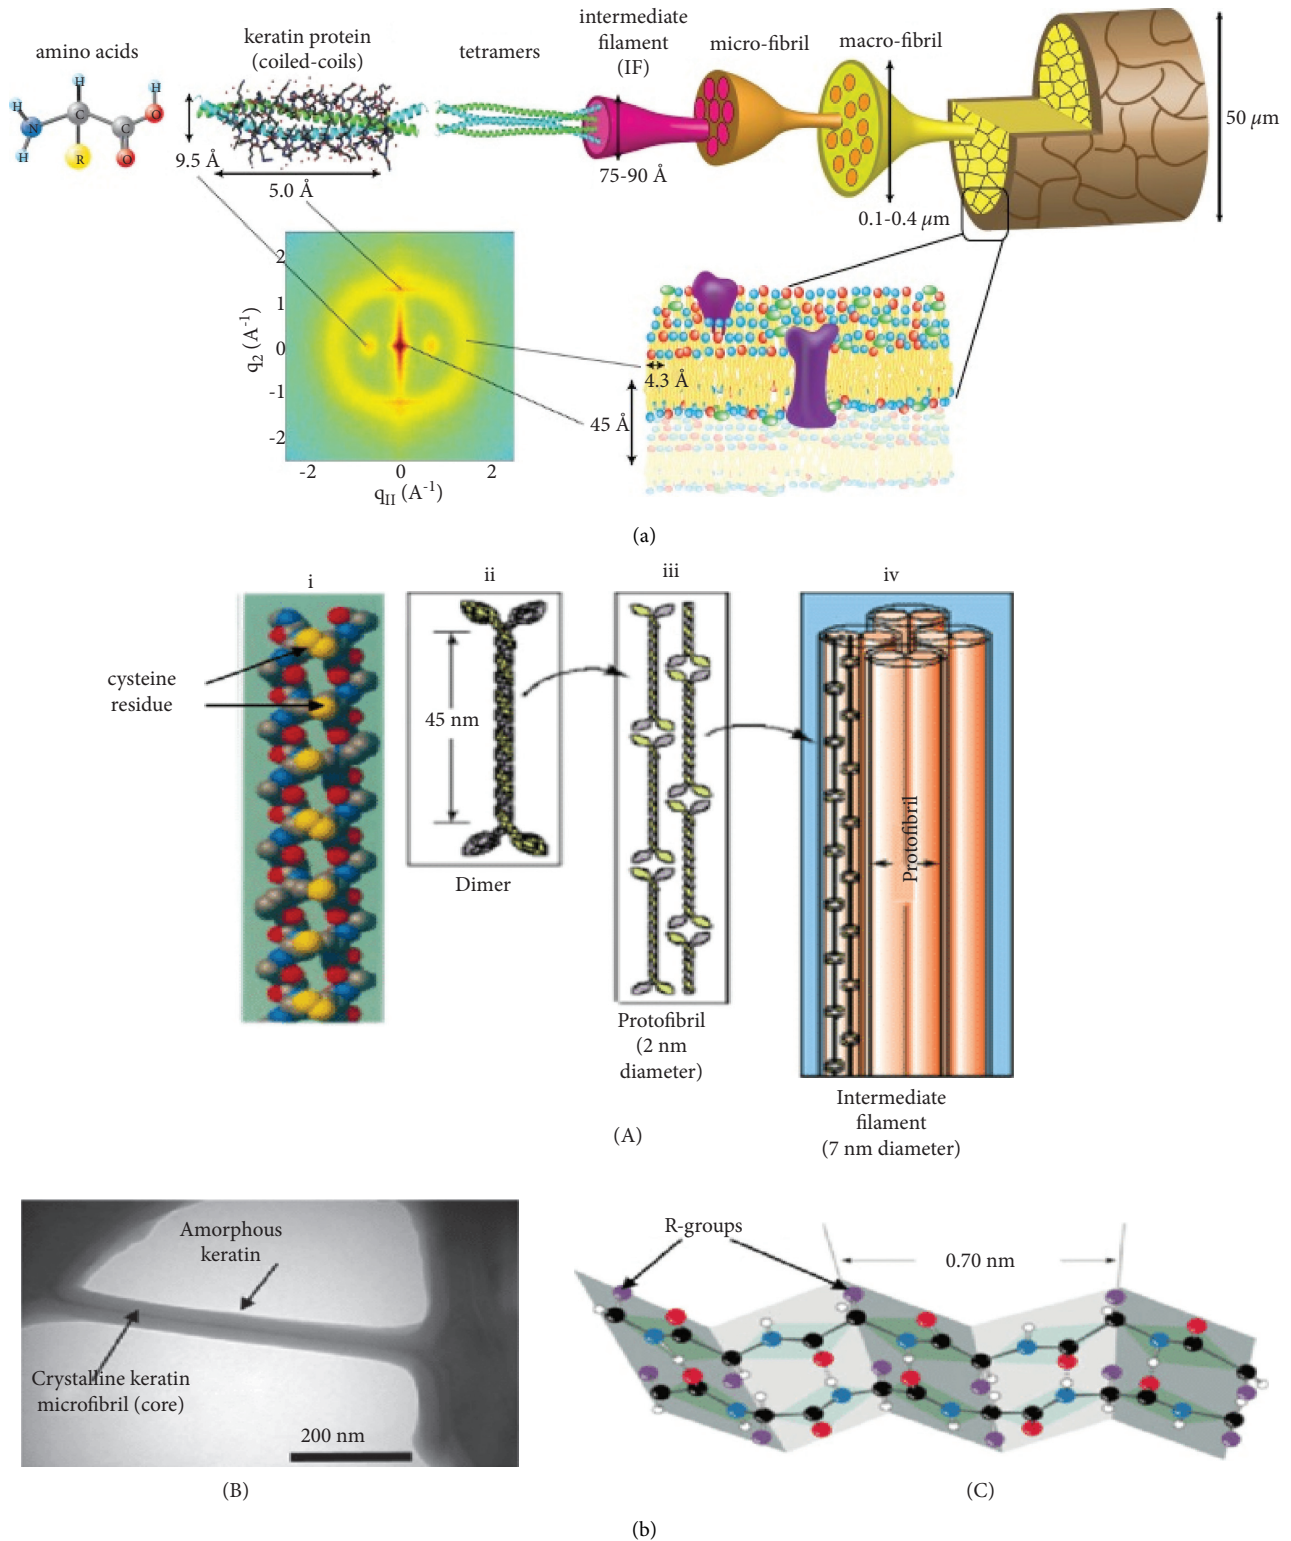 amino acids
keratin protein
(coiled-coils)
tetramers
intermediate
filament
(IF)
micro-fibril
macro-fibril
H
H
N
C
C
O
H
R
O
9.5 Å
5.0 Å
75-90 Å
0.1-0.4 μm
50 μm
2
1
0
-1
-2
q2 (A-1)
-2
0
2
qII (A-1)
4.3 Å
45 Å
(a)
i
ii
iii
iv
cysteine
residue
45 nm
Dimer
Protofibril
(2 nm
diameter)
Protofibril
Intermediate
filament
(7 nm diameter)
(A)
Amorphous
keratin
Crystalline keratin
microfibril (core)
200 nm
(B)
R-groups
0.70 nm
(C)
(b)